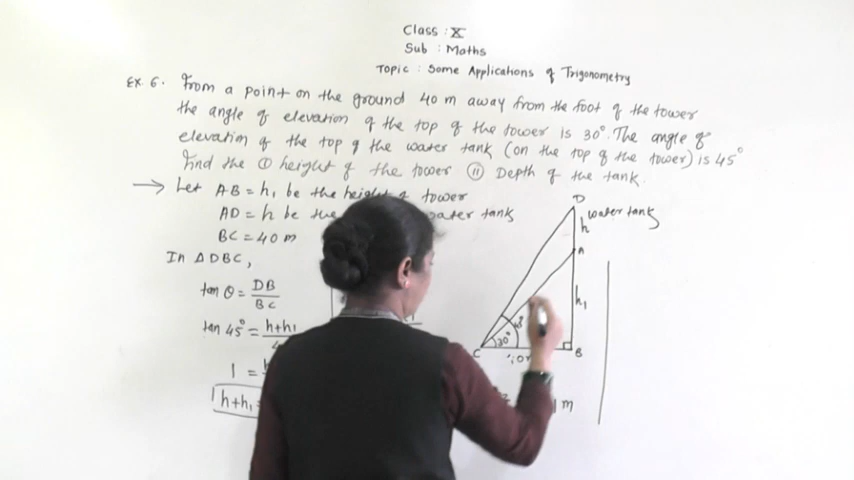 Class : X
Sub : Maths
Topic : Some Applications of Trigonometry
Ex. 6. From a point on the ground 40 m away from the foot of the tower
the angle of elevation of the top of the tower is 30°. The angle of
elevation of the top of the water tank (on the top of the tower) is 45°
Find the ① height of the tower ⑪ Depth of the tank.
→ Let AB = h₁ be the height of tower
AD = h be the water tank
BC = 40 m
In △DBC,
tan θ = DB/BC
tan 45° = h+h₁/4
1 =
h+h₁ =
D
water tank
h
A
h₁
30°
C
B
m